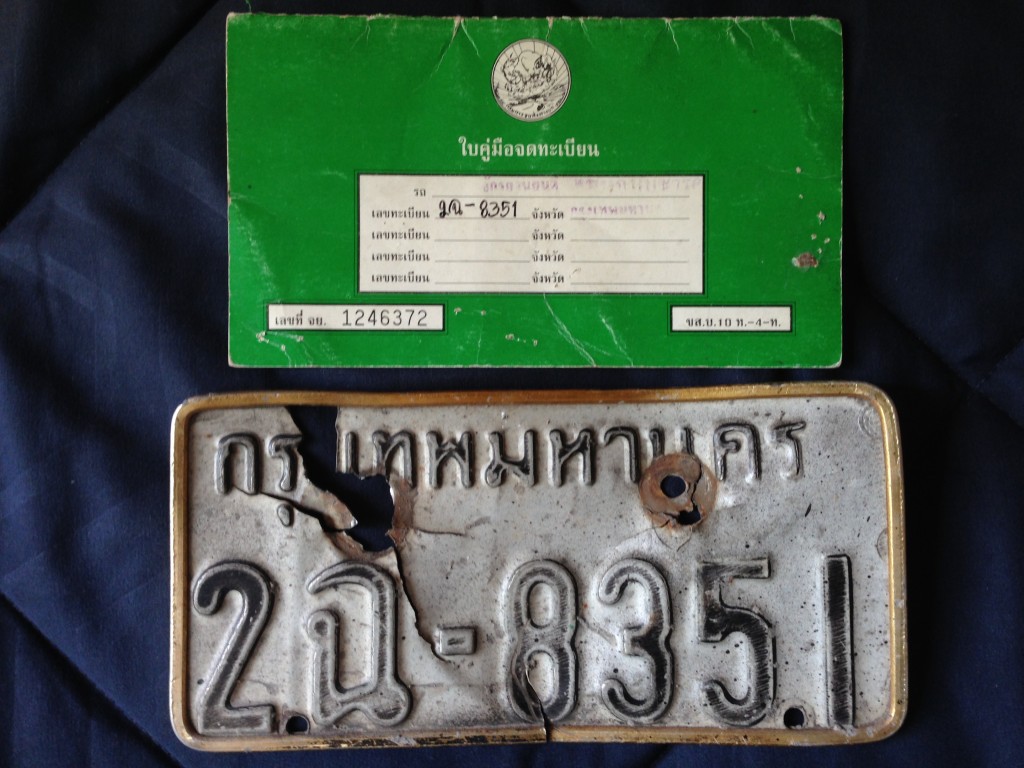 ใบคู่มือจดทะเบียน
รถ
เลขทะเบียน 2ฉ-8351 จังหวัด
เลขทะเบียน จังหวัด
เลขทะเบียน จังหวัด
เลขทะเบียน จังหวัด
เลขที่ จย. 1246372
ขส.บ.10 ท.-4-ท.
กรุงเทพมหานคร
2ฉ-8351